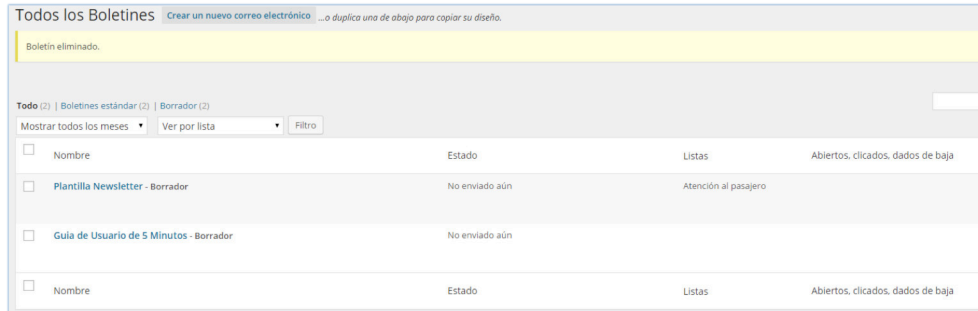 Todos los Boletines Crear un nuevo correo electrónico ...o duplica una de abajo para copiar su diseño.
Boletín eliminado.
Todo (2) | Boletines estándar (2) | Borrador (2)
Mostrar todos los meses Ver por lista Filtro
Nombre Estado Listas Abiertos, clicados, dados de baja
Plantilla Newsletter - Borrador No enviado aún Atención al pasajero
Guia de Usuario de 5 Minutos - Borrador No enviado aún
Nombre Estado Listas Abiertos, clicados, dados de baja